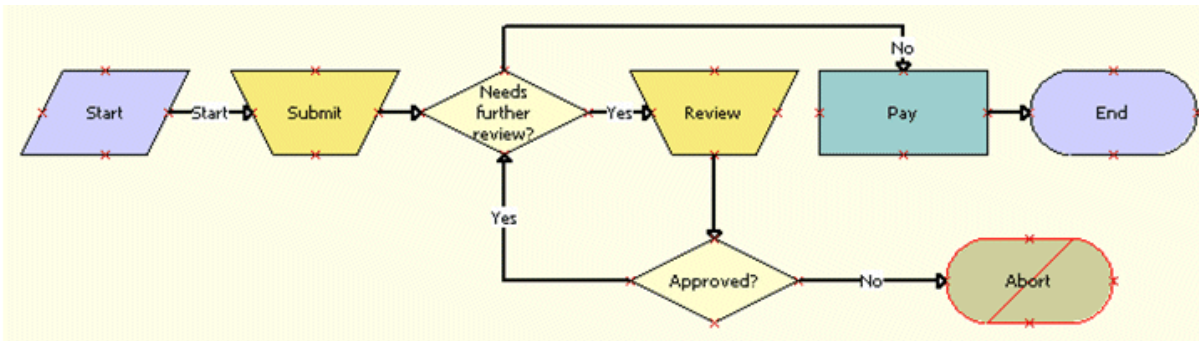 No
Start
Start
Submit
Needs
further
review?
Yes
Review
Pay
End
Yes
Approved?
No
Abort